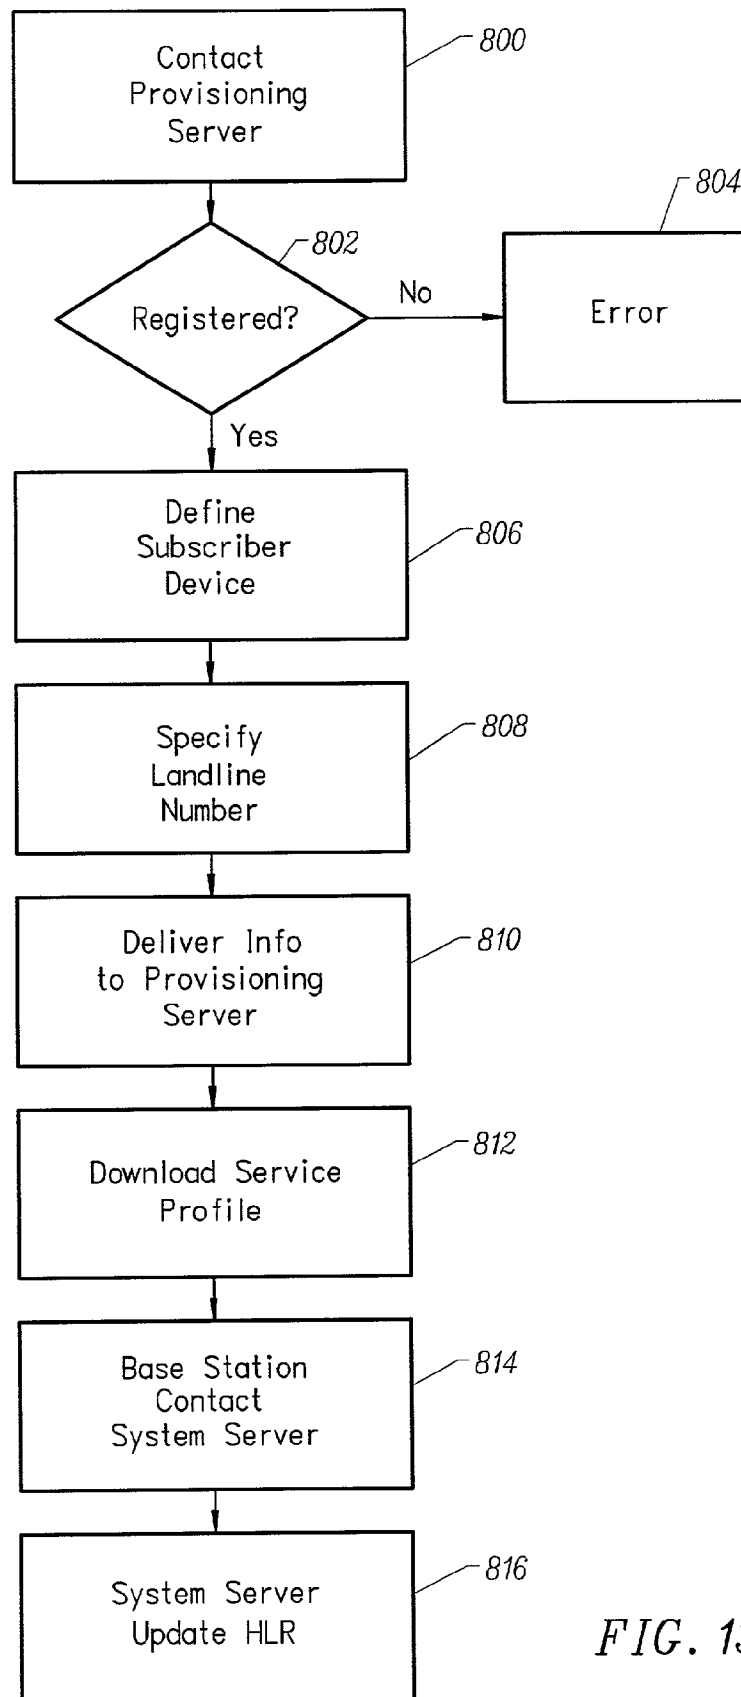 Contact
Provisioning
Server
800
Registered?
802
No
Error
804
Yes
Define
Subscriber
Device
806
Specify
Landline
Number
808
Deliver Info
to Provisioning
Server
810
Download Service
Profile
812
Base Station
Contact
System Server
814
System Server
Update HLR
816
FIG. 1